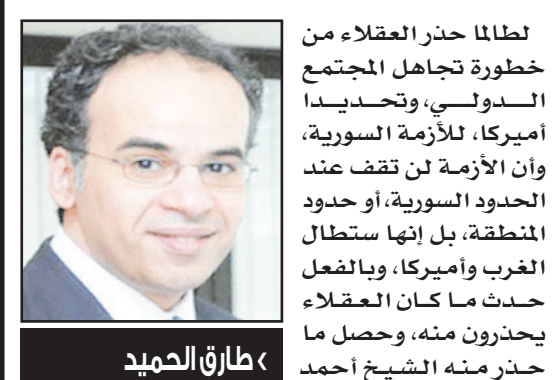 لطالما حذر العقلاء من
خطورة تجاهل المجتمع
الدولي، وتحديدا
أميركا، للأزمة السورية،
وأن الأزمة لن تقف عند
الحدود السورية، أو حدود
المنطقة، بل إنها ستطال
الغرب وأميركا، وبالفعل
حدث ما كان العقلاء
يحذرون منه، وحصل ما
حذر منه الشيخ أحمد
› طارق الحميد